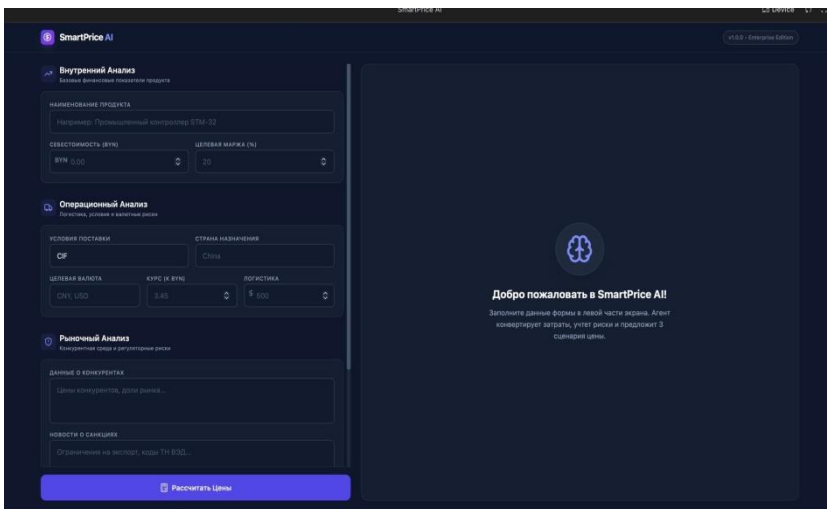 SmartPrice AI
Device
SmartPrice AI
v1.0.0 - Enterprise Edition
Внутренний Анализ
Базовые финансовые показатели продукта
НАИМЕНОВАНИЕ ПРОДУКТА
Например: Промышленный контроллер STM-32
СЕБЕСТОИМОСТЬ (BYN)
ЦЕЛЕВАЯ МАРЖА (%)
BYN 0.00
20
Операционный Анализ
Логистика, условия и валютные риски
УСЛОВИЯ ПОСТАВКИ
СТРАНА НАЗНАЧЕНИЯ
CIF
China
ЦЕЛЕВАЯ ВАЛЮТА
КУРС (К BYN)
ЛОГИСТИКА
CNY, USD
3.45
$ 500
Рыночный Анализ
Конкурентная среда и регуляторные риски
ДАННЫЕ О КОНКУРЕНТАХ
Цены конкурентов, доли рынка...
НОВОСТИ О САНКЦИЯХ
Ограничения на экспорт, коды ТН ВЭД...
Рассчитать Цены
Добро пожаловать в SmartPrice AI!
Заполните данные формы в левой части экрана. Агент
конвертирует затраты, учтет риски и предложит 3
сценария цены.